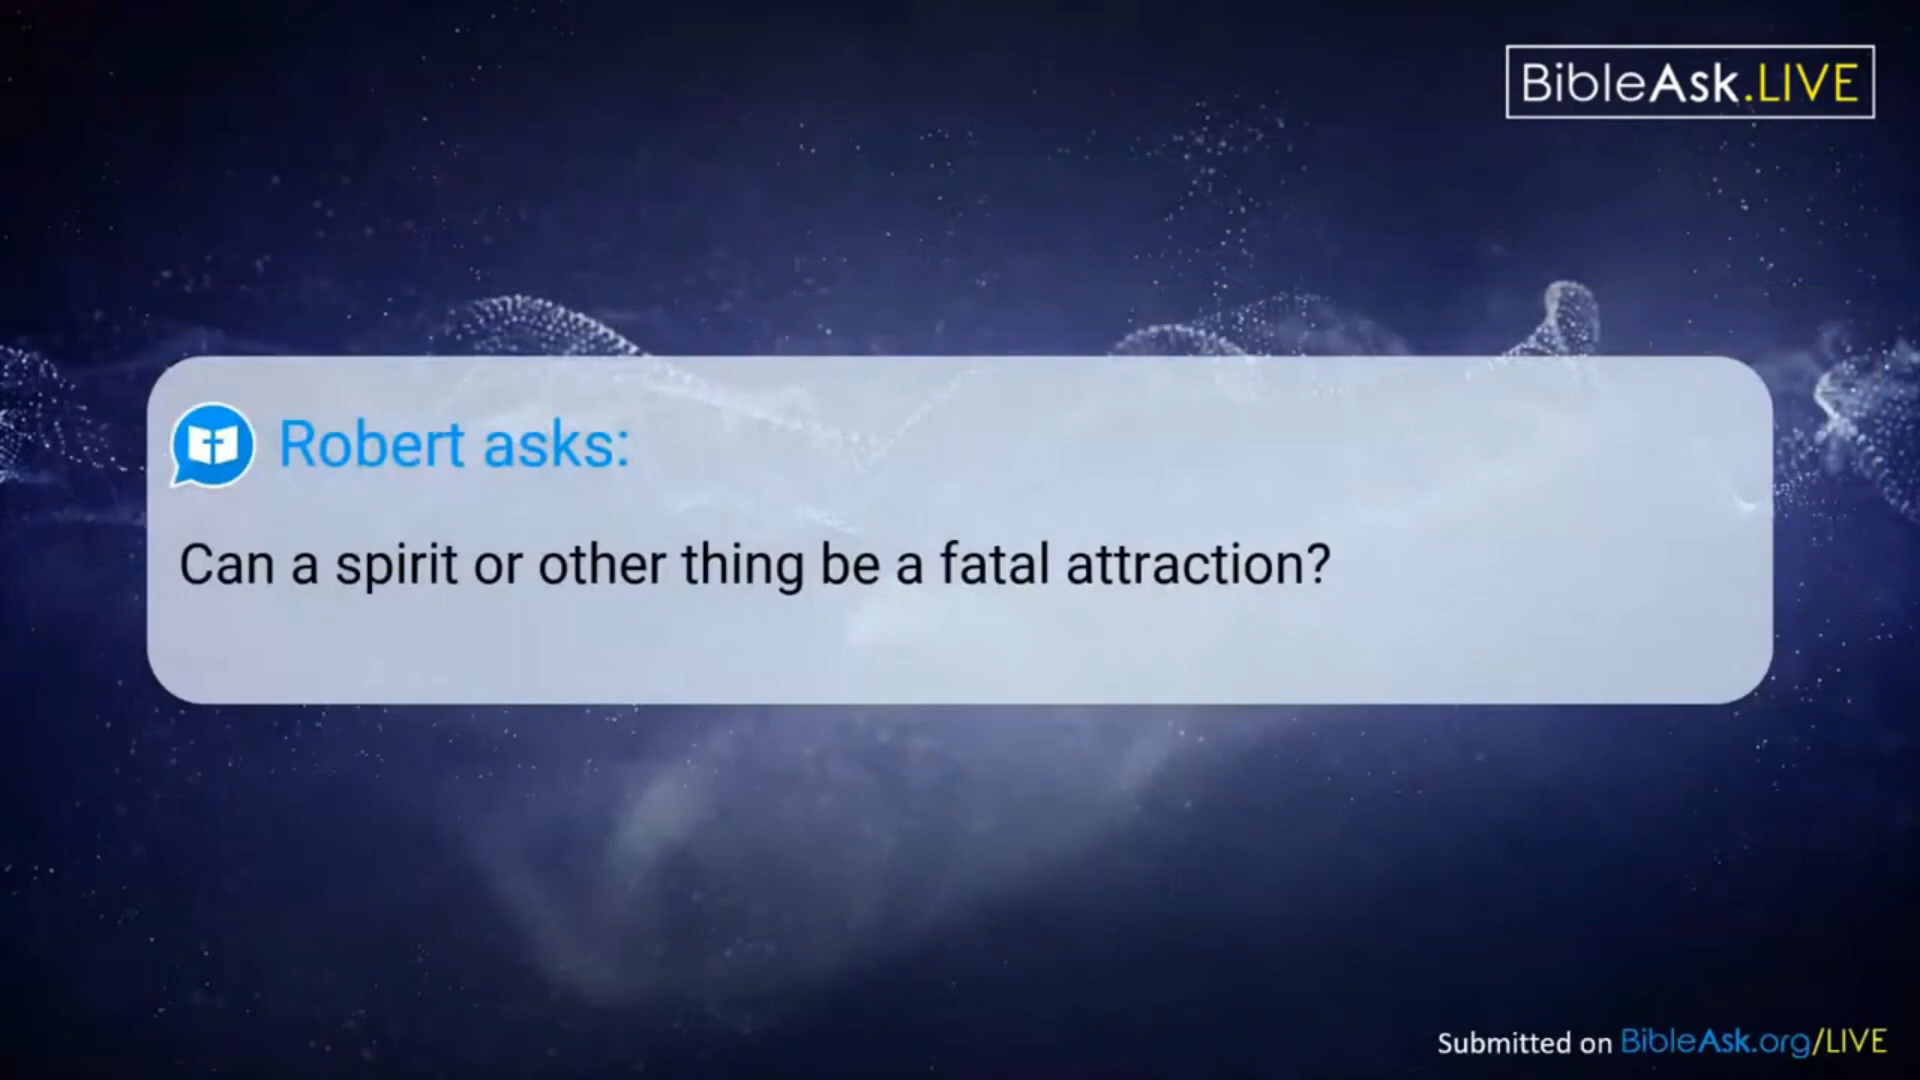 BibleAsk.LIVE
Robert asks:
Can a spirit or other thing be a fatal attraction?
Submitted on BibleAsk.org/LIVE